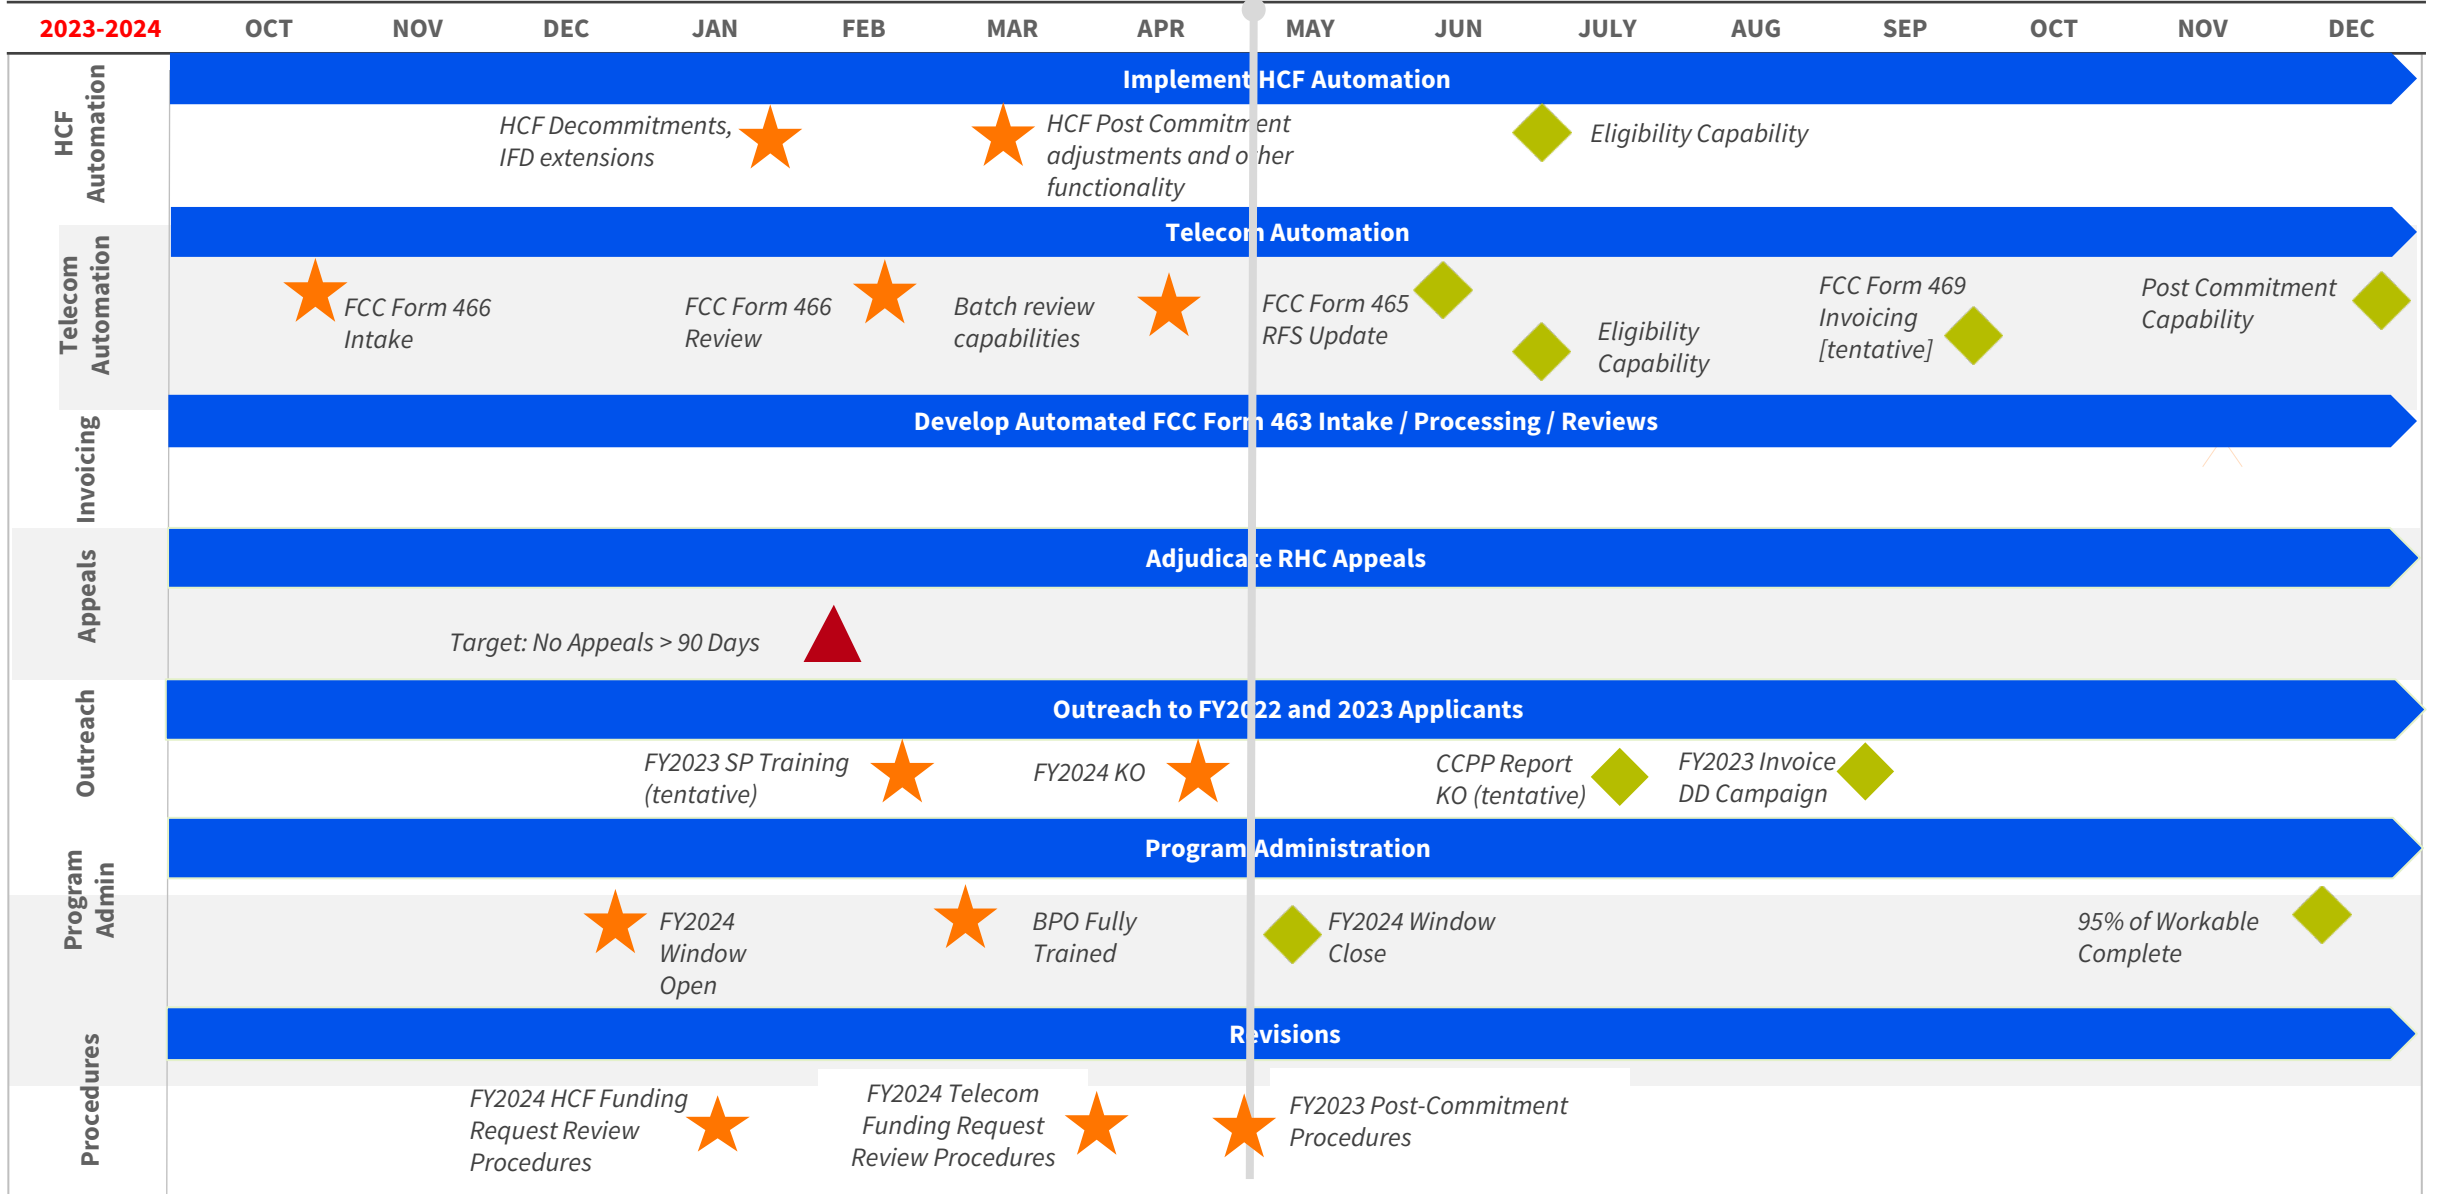 2023-2024 OCT NOV DEC JAN FEB MAR APR MAY JUN JULY AUG SEP OCT NOV DEC
HCF
Automation
Implement HCF Automation
HCF Decommitments,
IFD extensions
HCF Post Commitment
adjustments and other
functionality
Eligibility Capability
Telecom
Automation
Telecom Automation
FCC Form 466
Intake
FCC Form 466
Review
Batch review
capabilities
FCC Form 465
RFS Update
Eligibility
Capability
FCC Form 469
Invoicing
[tentative]
Post Commitment
Capability
Invoicing
Develop Automated FCC Form 463 Intake / Processing / Reviews
Appeals
Adjudicate RHC Appeals
Target: No Appeals > 90 Days
Outreach
Outreach to FY2022 and 2023 Applicants
FY2023 SP Training
(tentative)
FY2024 KO
CCPP Report
KO (tentative)
FY2023 Invoice
DD Campaign
Program
Admin
Program Administration
FY2024
Window
Open
BPO Fully
Trained
FY2024 Window
Close
95% of Workable
Complete
Procedures
Revisions
FY2024 HCF Funding
Request Review
Procedures
FY2024 Telecom
Funding Request
Review Procedures
FY2023 Post-Commitment
Procedures